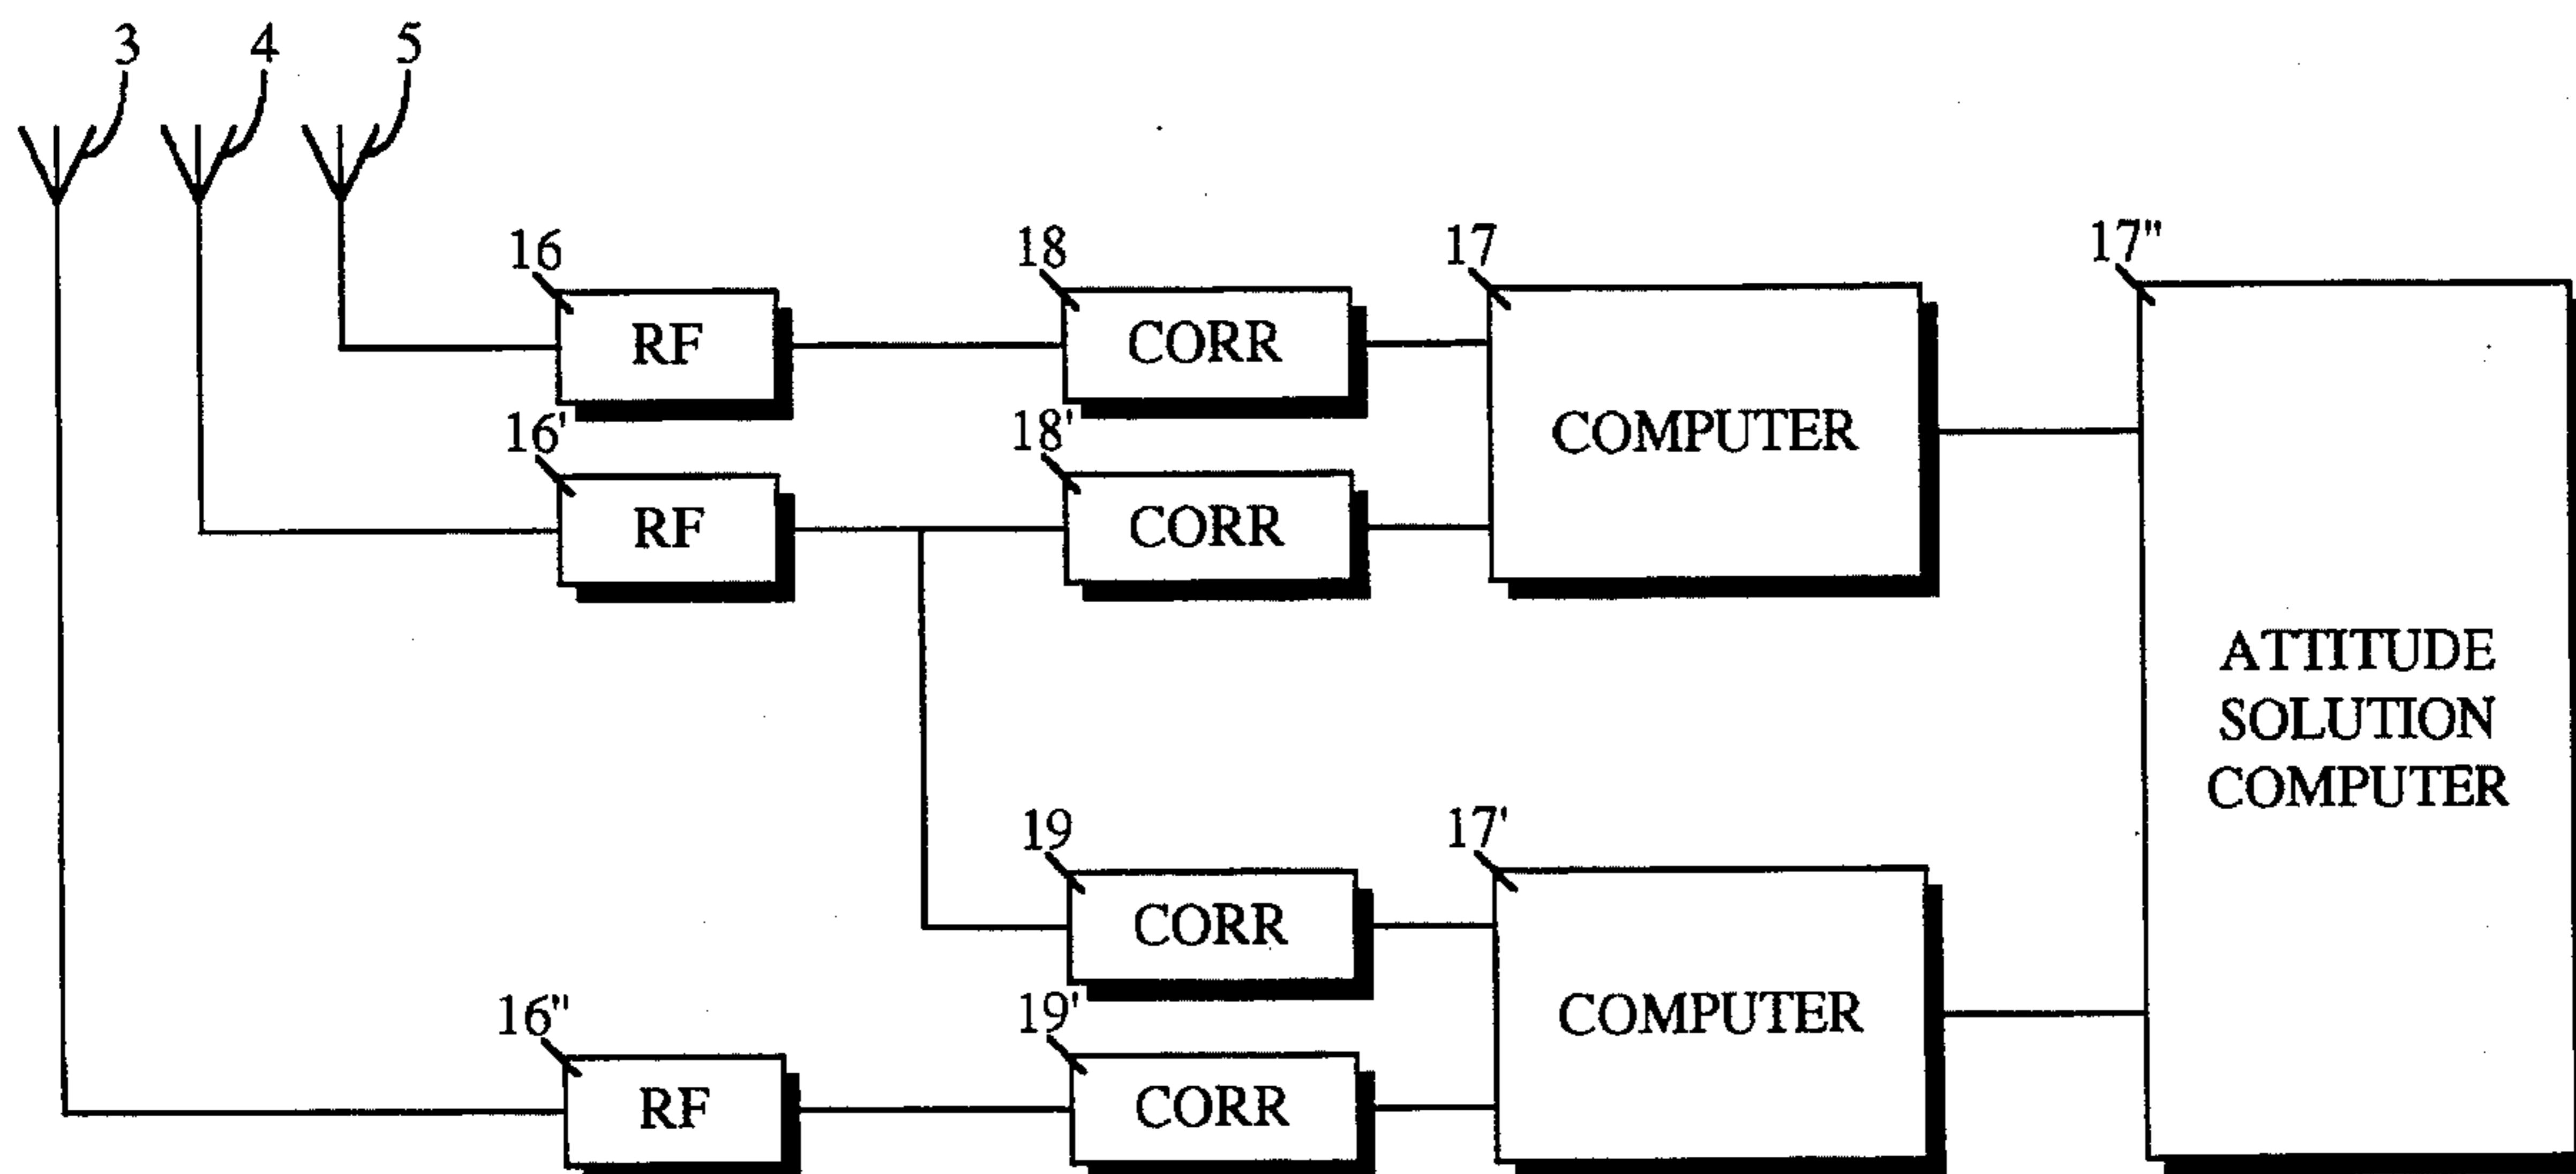 3 4 5
16 18 17 17"
RF CORR
16' 18'
COMPUTER
RF CORR
ATTITUDE
SOLUTION
COMPUTER
19 17'
CORR
16" 19'
COMPUTER
RF CORR